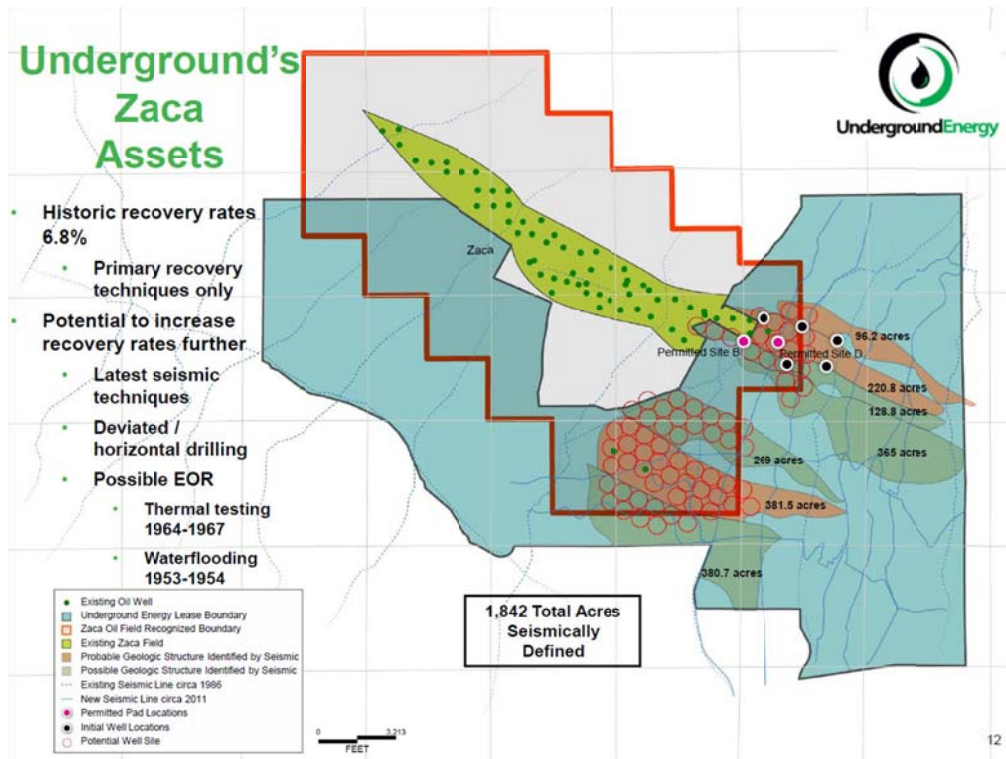 Underground's
Zaca
Assets
UndergroundEnergy
• Historic recovery rates
6.8%
• Primary recovery
techniques only
• Potential to increase
recovery rates further
• Latest seismic
techniques
• Deviated /
horizontal drilling
• Possible EOR
• Thermal testing
1964-1967
• Waterflooding
1953-1954
Zaca
Permitted Site B
Permitted Site D
96.2 acres
220.8 acres
128.8 acres
365 acres
269 acres
381.5 acres
380.7 acres
1,842 Total Acres
Seismically
Defined
Existing Oil Well
Underground Energy Lease Boundary
Zaca Oil Field Recognized Boundary
Existing Zaca Field
Probable Geologic Structure Identified by Seismic
Possible Geologic Structure Identified by Seismic
Existing Seismic Line circa 1986
New Seismic Line circa 2011
Permitted Pad Locations
Initial Well Locations
Potential Well Site
0 3,213
FEET
12